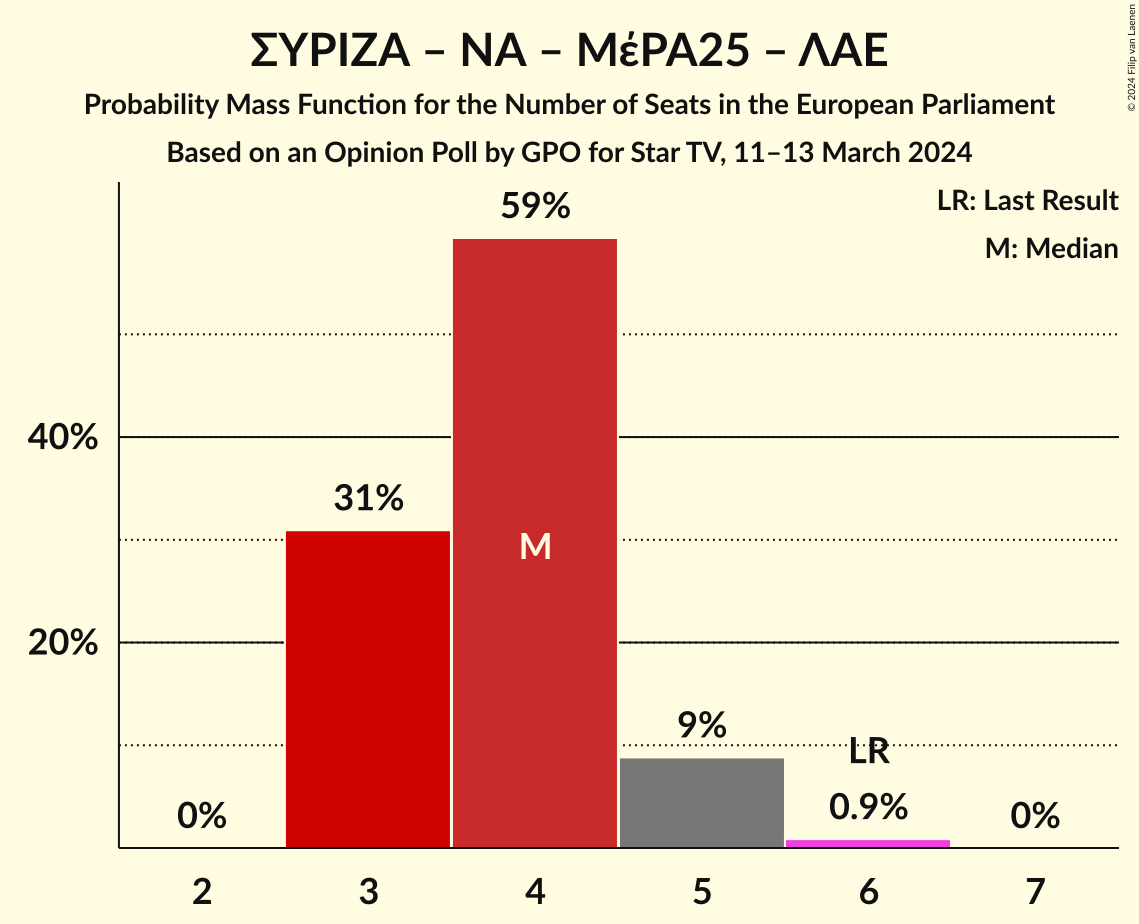 ΣΥΡΙΖΑ – ΝΑ – ΜέΡΑ25 – ΛΑΕ
Probability Mass Function for the Number of Seats in the European Parliament
Based on an Opinion Poll by GPO for Star TV, 11–13 March 2024
© 2024 Filip van Laenen
LR: Last Result
M: Median
59%
40%
31%
M
20%
9%
LR
0% 0.9% 0%
2 3 4 5 6 7